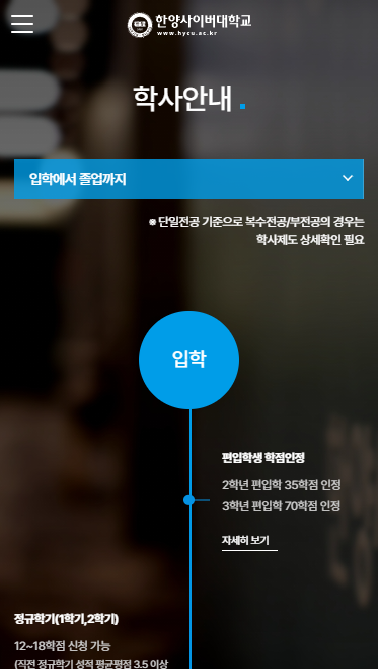 한양사이버대학교
www.hycu.ac.kr
학사안내
입학에서 졸업까지
※ 단일전공 기준으로 복수전공/부전공의 경우는
학사제도 상세확인 필요
입학
편입학생 학점인정
2학년 편입학 35학점 인정
3학년 편입학 70학점 인정
자세히 보기
정규학기(1학기,2학기)
12~18학점 신청 가능
(직전 정규학기 성적 평균평점 3.5 이상